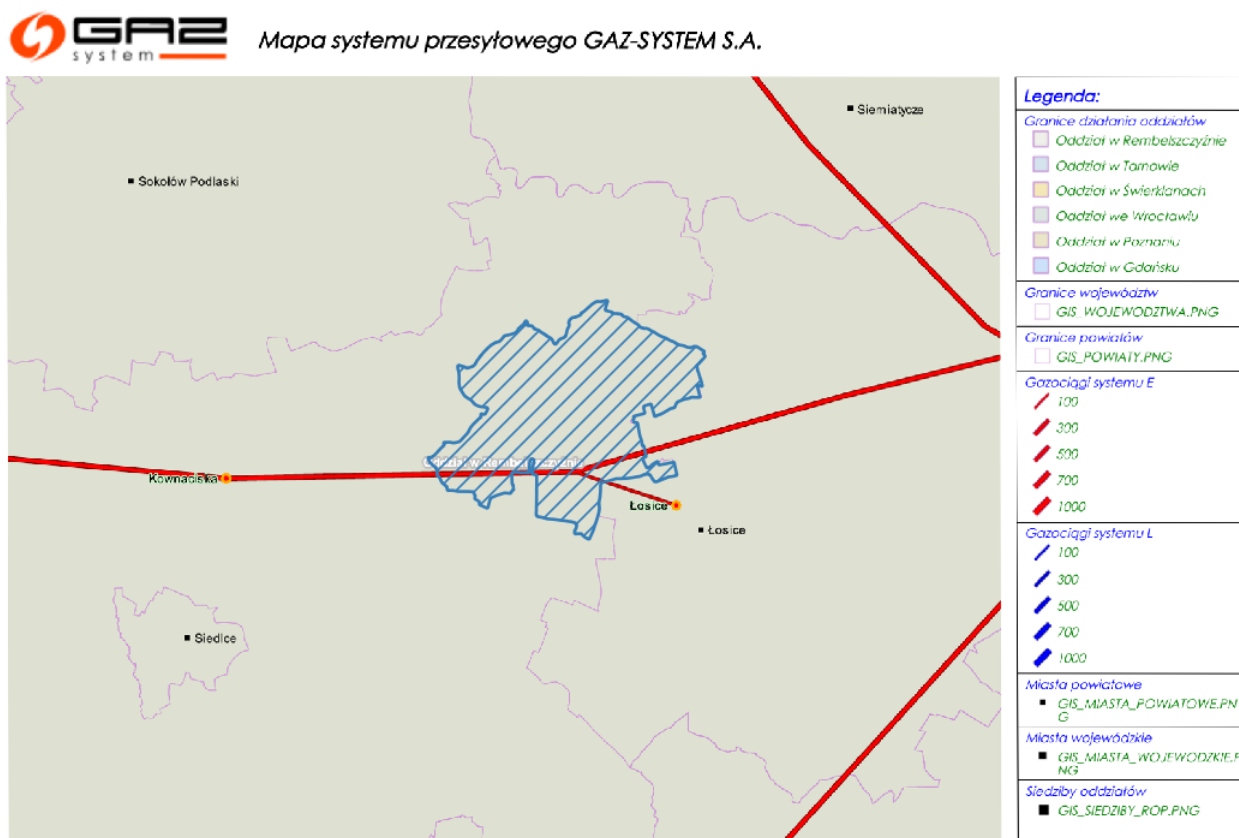 GAZ
system
Mapa systemu przesyłowego GAZ-SYSTEM S.A.
Siemiatycze
Sokołów Podlaski
Kownaciska
Łosice
Łosice
Siedlce
Legenda:
Granice działania oddziałów
Oddział w Rembelszczyźnie
Oddział w Tarnowie
Oddział w Świerklanach
Oddział we Wrocławiu
Oddział w Poznaniu
Oddział w Gdańsku
Granice województw
GIS_WOJEWODZTWA.PNG
Granice powiatów
GIS_POWIATY.PNG
Gazociągi systemu E
100
300
500
700
1000
Gazociągi systemu L
100
300
500
700
1000
Miasta powiatowe
GIS_MIASTA_POWIATOWE.PN
G
Miasta wojewódzkie
GIS_MIASTA_WOJEWODZKIE.P
NG
Siedziby oddziałów
GIS_SIEDZIBY_ROP.PNG